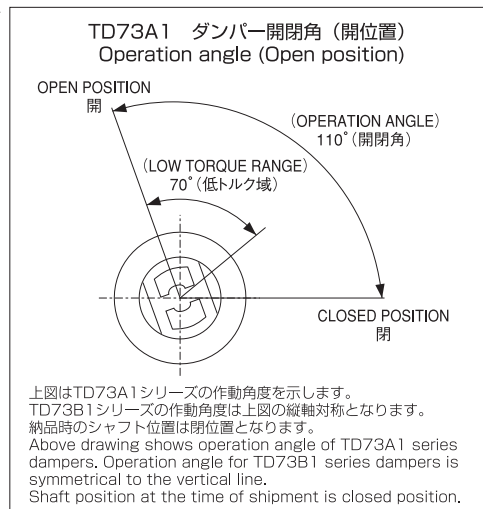 TD73A1 ダンパー開閉角（開位置）
Operation angle (Open position)
OPEN POSITION
開
(OPERATION ANGLE)
110°(開閉角)
(LOW TORQUE RANGE)
70°(低トルク域)
CLOSED POSITION
閉
上図はTD73A1シリーズの作動角度を示します。
TD73B1シリーズの作動角度は上図の縦軸対称となります。
納品時のシャフト位置は閉位置となります。
Above drawing shows operation angle of TD73A1 series
dampers. Operation angle for TD73B1 series dampers is
symmetrical to the vertical line.
Shaft position at the time of shipment is closed position.